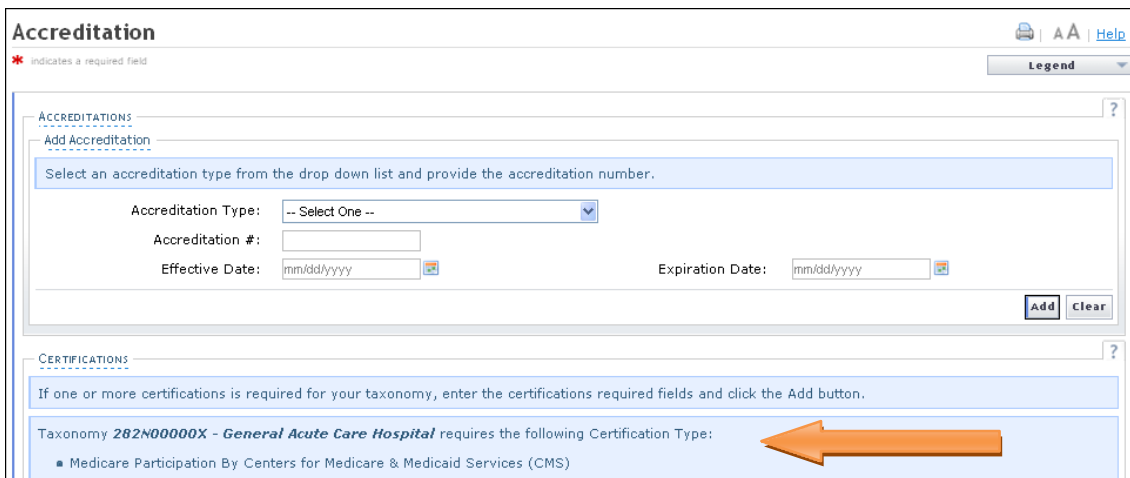 Accreditation
A A | Help
* indicates a required field
Legend
ACCREDITATIONS
?
Add Accreditation
Select an accreditation type from the drop down list and provide the accreditation number.
Accreditation Type: -- Select One --
Accreditation #:
Effective Date: mm/dd/yyyy Expiration Date: mm/dd/yyyy
Add Clear
CERTIFICATIONS
?
If one or more certifications is required for your taxonomy, enter the certifications required fields and click the Add button.
Taxonomy 282N00000X - General Acute Care Hospital requires the following Certification Type:
▪ Medicare Participation By Centers for Medicare & Medicaid Services (CMS)